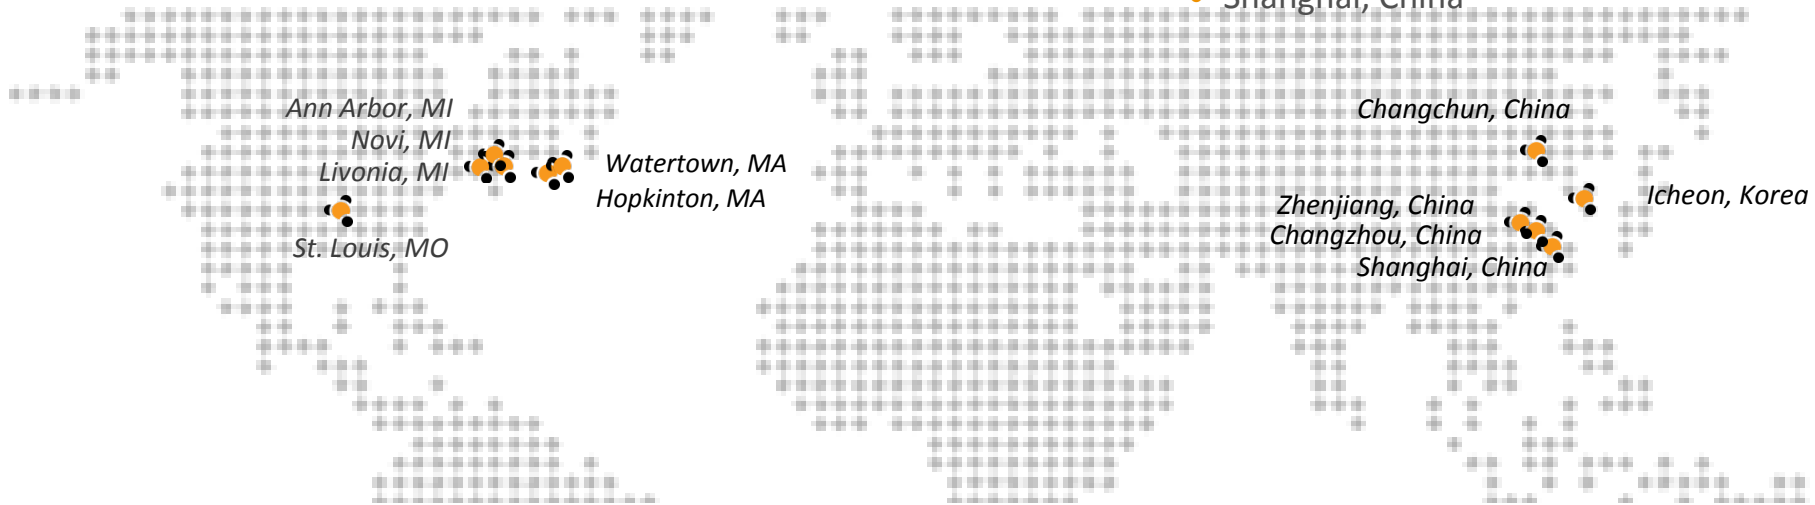 Shanghai, China
Ann Arbor, MI
Novi, MI
Livonia, MI
St. Louis, MO
Watertown, MA
Hopkinton, MA
Changchun, China
Icheon, Korea
Zhenjiang, China
Changzhou, China
Shanghai, China